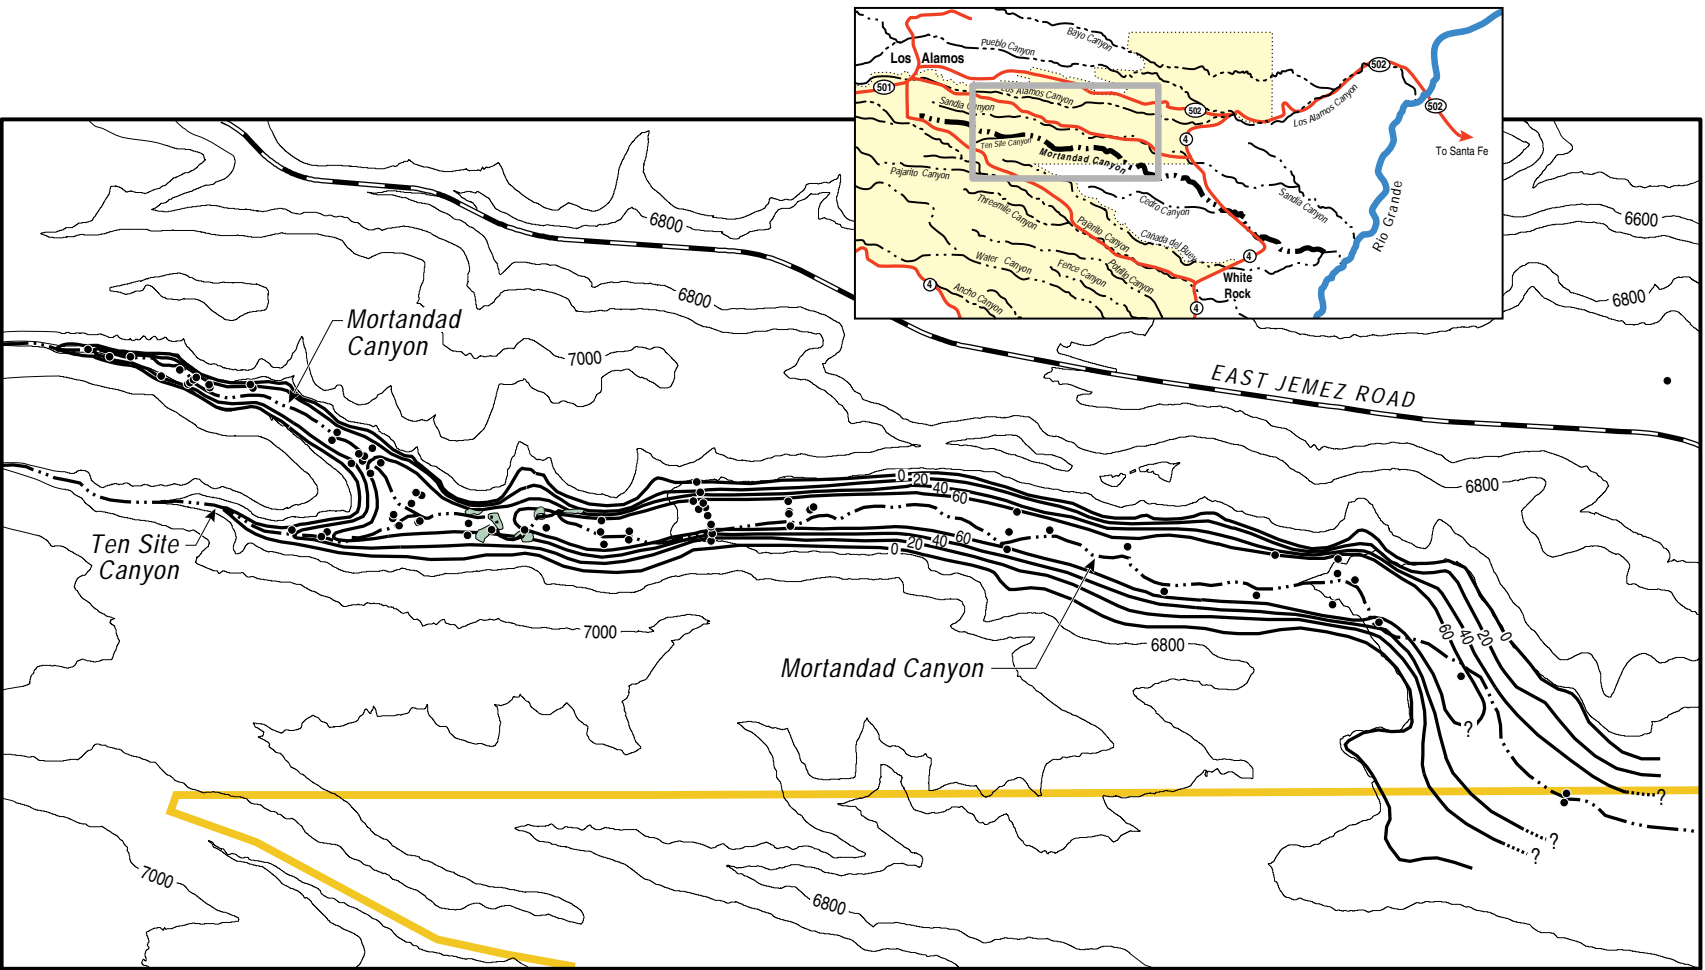 Bayo Canyon
Pueblo Canyon
Los Alamos
502
501
Los Alamos Canyon
502
502
Sandia Canyon
Los Alamos Canyon
4
To Santa Fe
Ten Site Canyon
Mortandad Canyon
Pajarito Canyon
Sandia Canyon
Cedro Canyon
Threemile Canyon
Rio Grande
Pajarito Canyon
Cañada del Buey
Water Canyon
Fence Canyon
Potrillo Canyon
4
White
Rock
4
Ancho Canyon
4
6800
6600
6800
6800
Mortandad
Canyon
7000
EAST JEMEZ ROAD
0
20
40
60
6800
Ten Site
Canyon
0
20
40
60
7000
60
40
20
0
6800
Mortandad Canyon
?
?
?
?
7000
6800